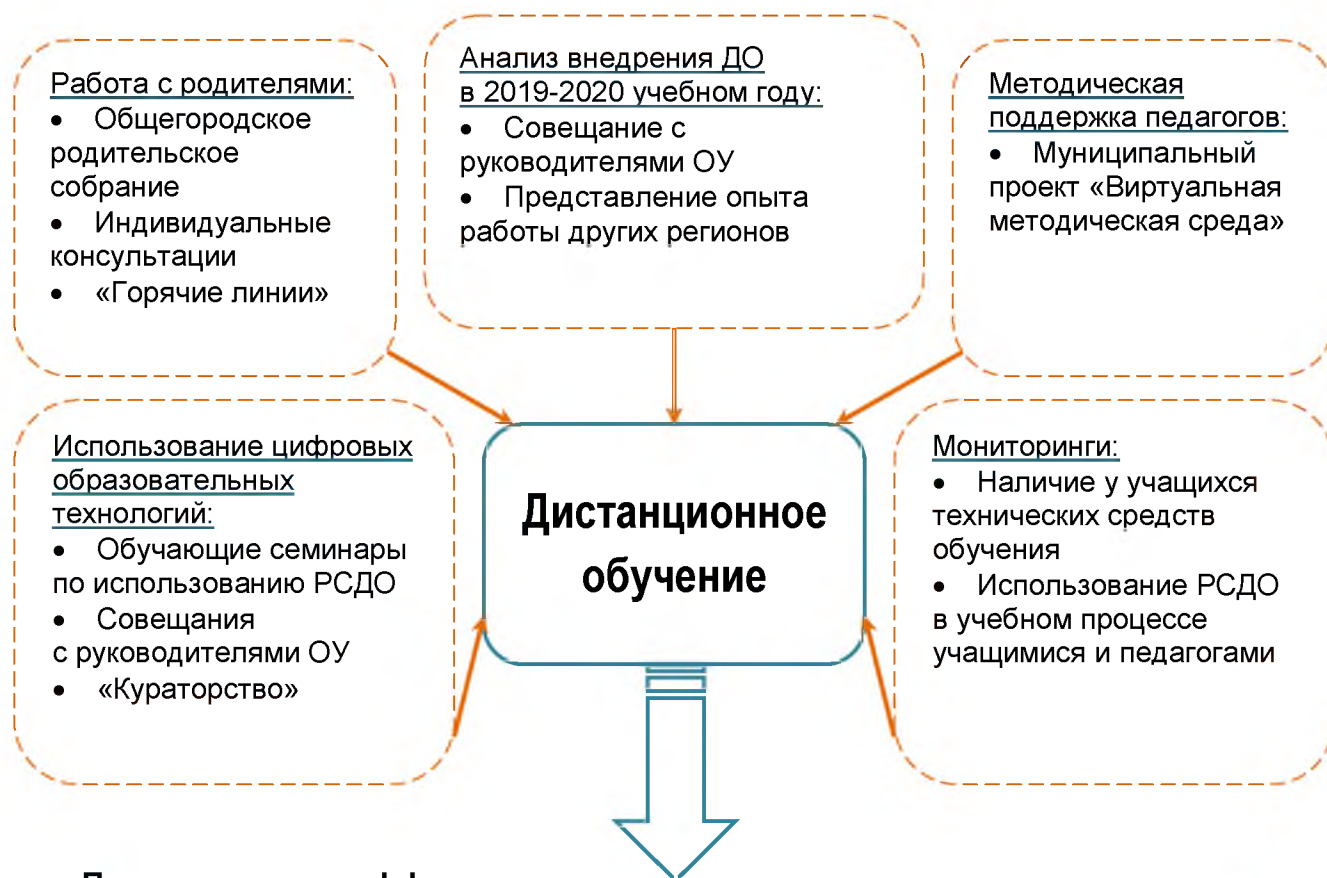 Работа с родителями:
• Общегородское
родительское
собрание
• Индивидуальные
консультации
• «Горячие линии»
Анализ внедрения ДО
в 2019-2020 учебном году:
• Совещание с
руководителями ОУ
• Представление опыта
работы других регионов
Методическая
поддержка педагогов:
• Муниципальный
проект «Виртуальная
методическая среда»
Использование цифровых
образовательных
технологий:
• Обучающие семинары
по использованию РСДО
• Совещания
с руководителями ОУ
• «Кураторство»
Дистанционное
обучение
Мониторинги:
• Наличие у учащихся
технических средств
обучения
• Использование РСДО
в учебном процессе
учащимися и педагогами